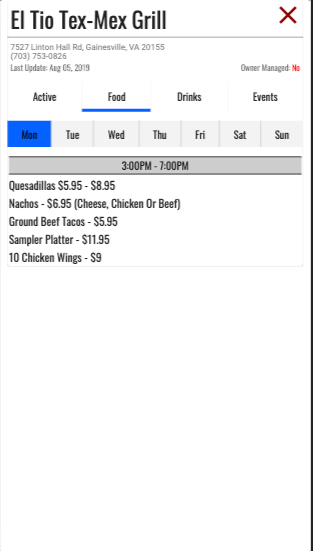 El Tio Tex-Mex Grill
7527 Linton Hall Rd, Gainesville, VA 20155
(703) 753-0826
Last Update: Aug 05, 2019 Owner Managed: No
Active Food Drinks Events
Mon Tue Wed Thu Fri Sat Sun
3:00PM - 7:00PM
Quesadillas $5.95 - $8.95
Nachos - $6.95 (Cheese, Chicken Or Beef)
Ground Beef Tacos - $5.95
Sampler Platter - $11.95
10 Chicken Wings - $9